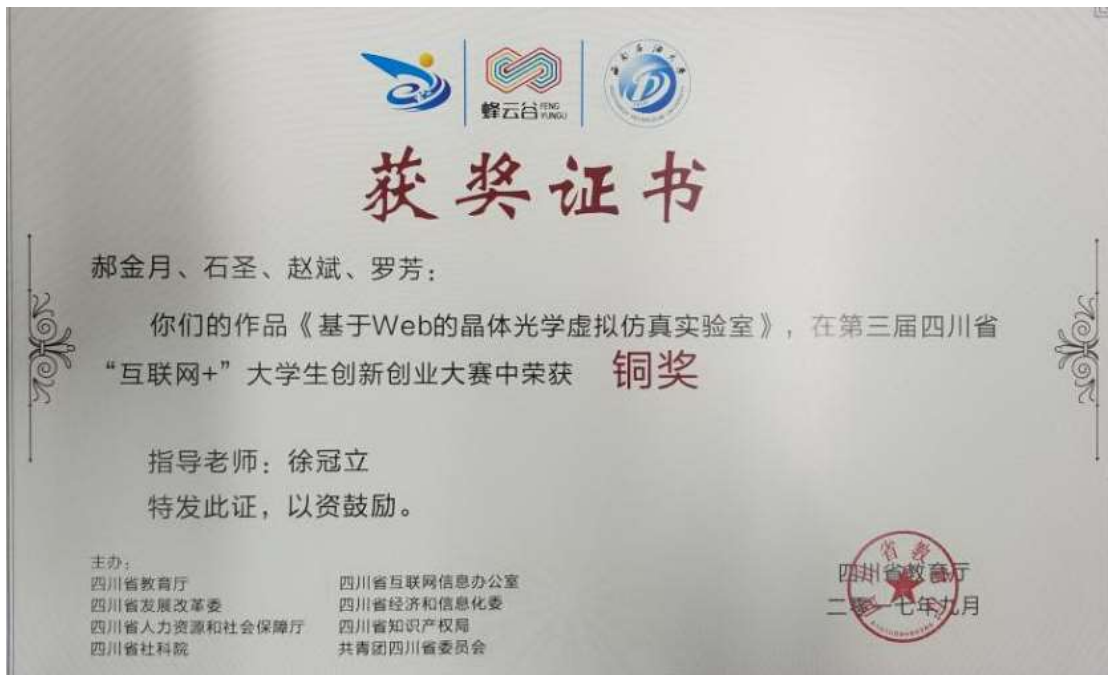 蜂云谷 FENG YUNGU
获奖证书
郝金月、石圣、赵斌、罗芳:
你们的作品《基于Web的晶体光学虚拟仿真实验室》,在第三届四川省
“互联网+”大学生创新创业大赛中荣获 铜奖
指导老师:徐冠立
特发此证,以资鼓励。
主办:
四川省教育厅 四川省互联网信息办公室
四川省发展改革委 四川省经济和信息化委
四川省人力资源和社会保障厅 四川省知识产权局
四川省社科院 共青团四川省委员会
四川省教育厅
二零一七年九月